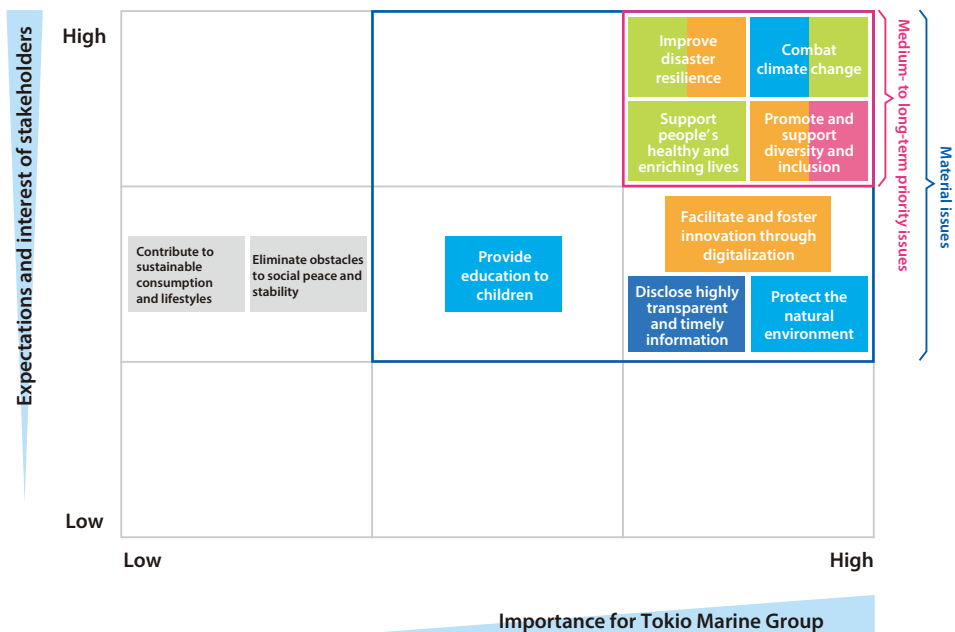 Expectations and interest of stakeholders
High
Improve
disaster
resilience
Combat
climate change
Support
people's
healthy and
enriching lives
Promote and
support
diversity and
inclusion
Medium- to long-term priority issues
Material issues
Contribute to
sustainable
consumption
and lifestyles
Eliminate obstacles
to social peace and
stability
Provide
education to
children
Facilitate and foster
innovation through
digitalization
Disclose highly
transparent
and timely
information
Protect the
natural
environment
Low
Low
High
Importance for Tokio Marine Group